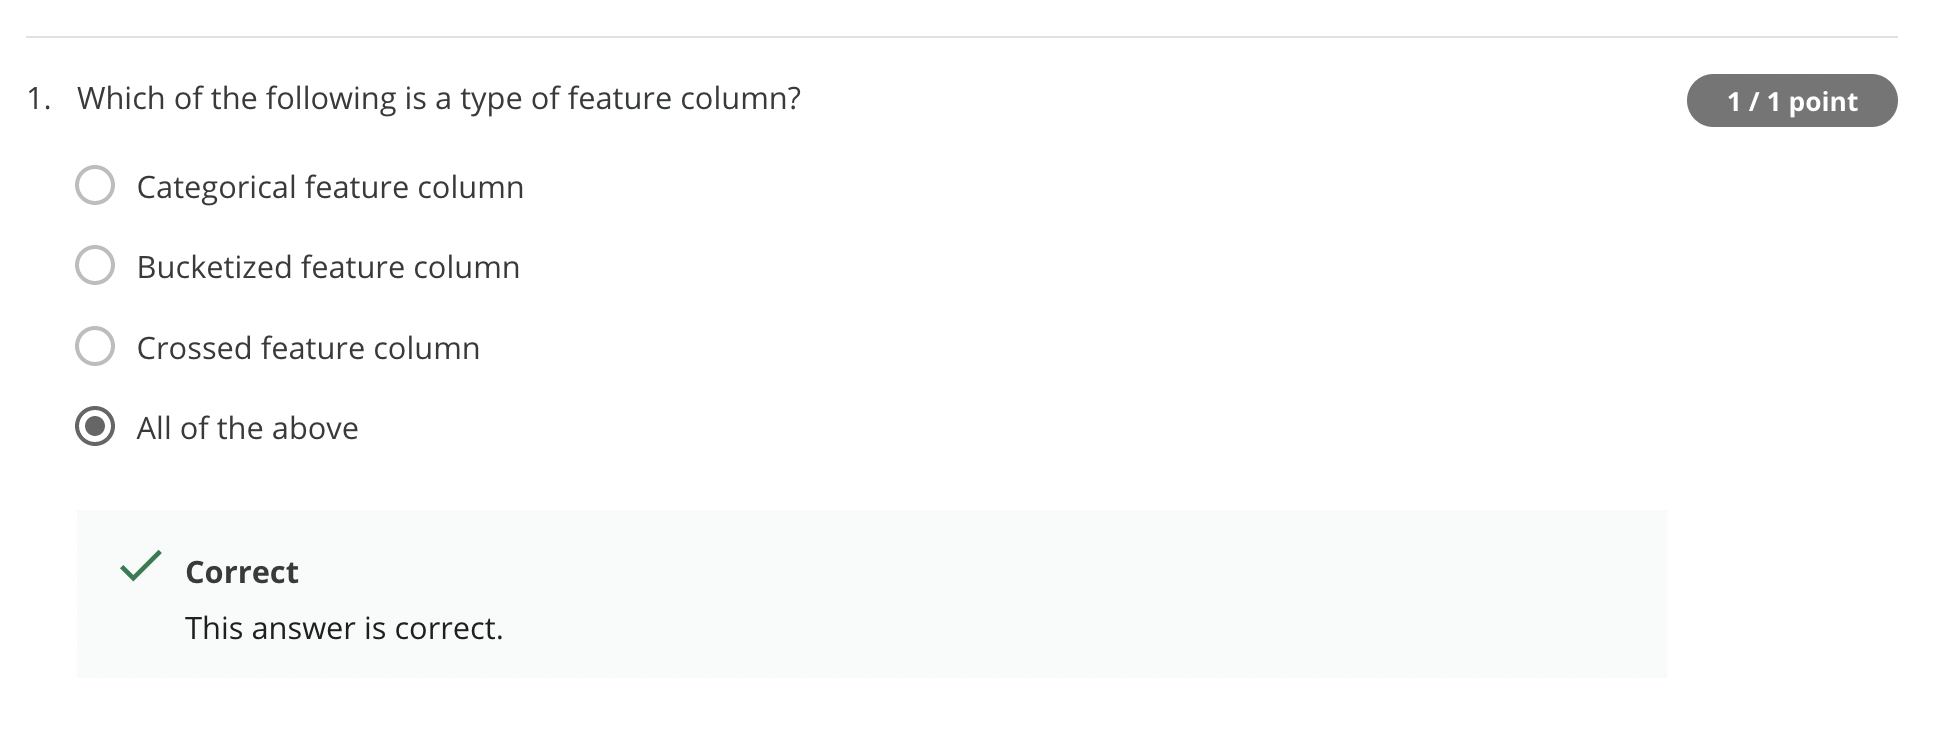 1. Which of the following is a type of feature column?
1 / 1 point
Categorical feature column
Bucketized feature column
Crossed feature column
All of the above
Correct
This answer is correct.